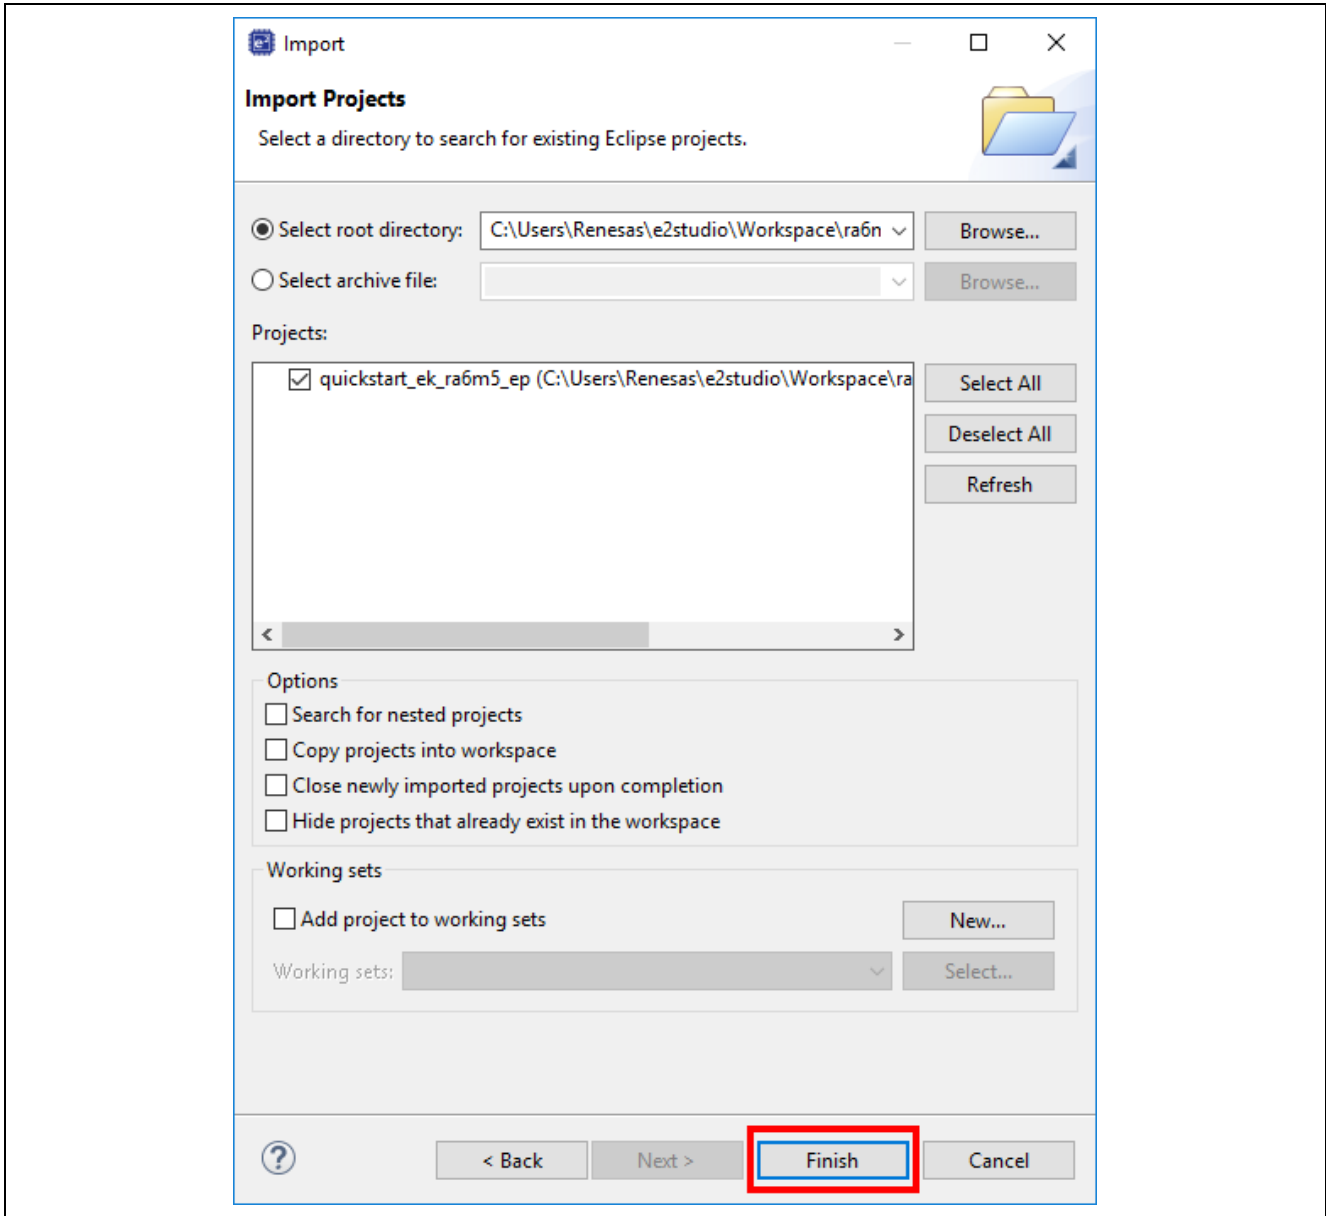 e² Import
Import Projects
Select a directory to search for existing Eclipse projects.
Select root directory: C:\Users\Renesas\e2studio\Workspace\ra6n Browse...
Select archive file: Browse...
Projects:
quickstart_ek_ra6m5_ep (C:\Users\Renesas\e2studio\Workspace\ra Select All
Deselect All
Refresh
Options
Search for nested projects
Copy projects into workspace
Close newly imported projects upon completion
Hide projects that already exist in the workspace
Working sets
Add project to working sets New...
Working sets: Select...
? < Back Next > Finish Cancel